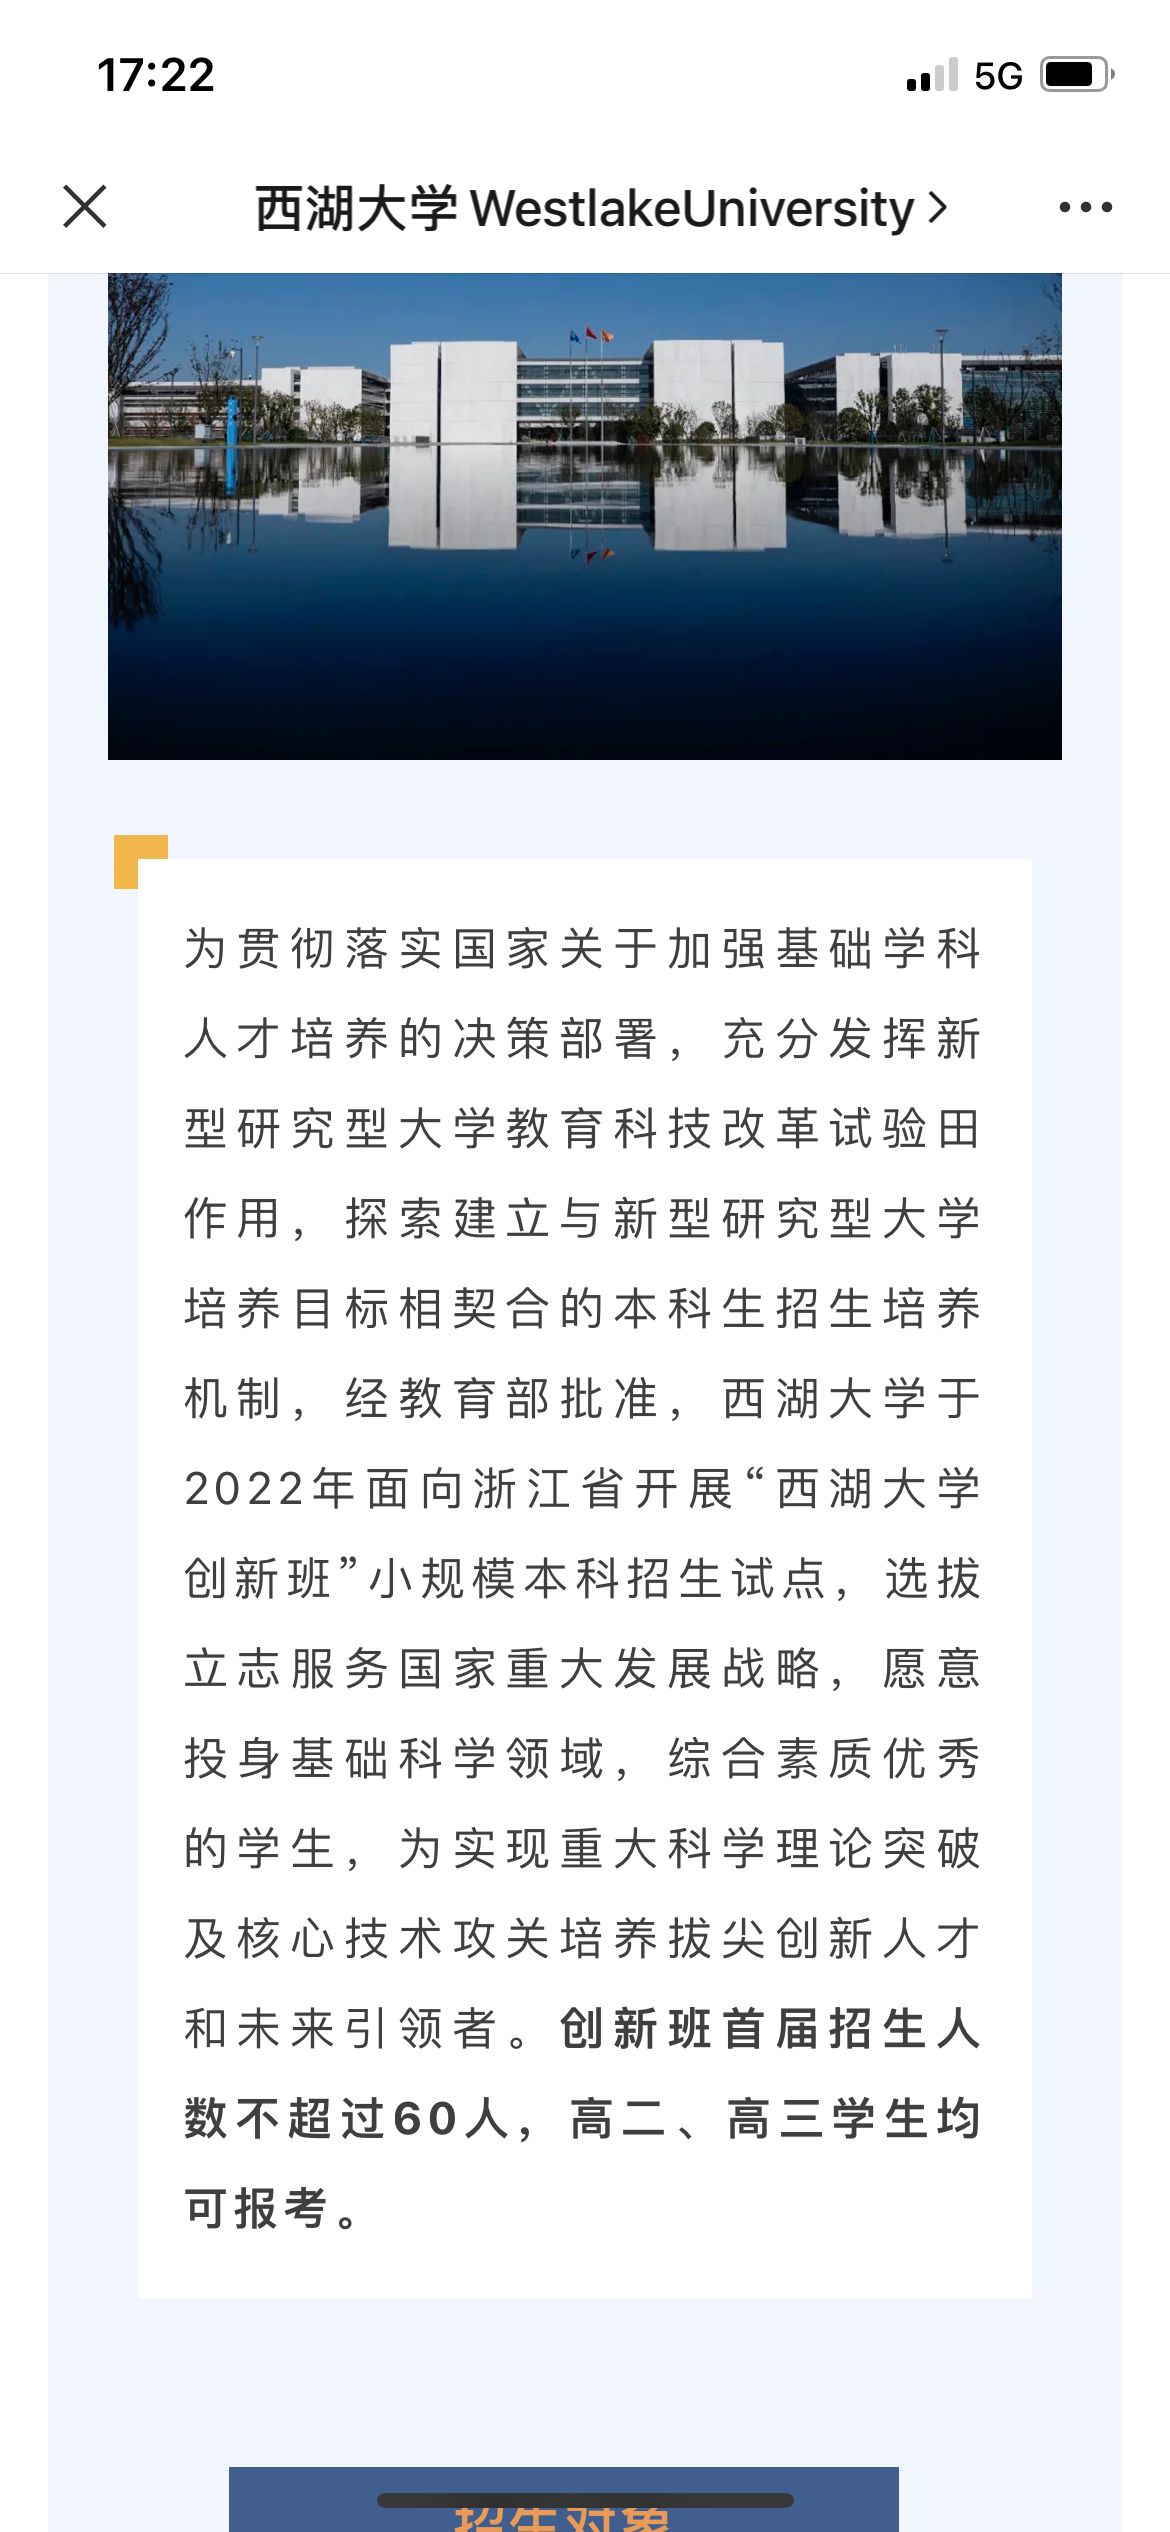 17:22
5G
西湖大学 WestlakeUniversity
为贯彻落实国家关于加强基础学科
人才培养的决策部署，充分发挥新
型研究型大学教育科技改革试验田
作用，探索建立与新型研究型大学
培养目标相契合的本科生招生培养
机制，经教育部批准，西湖大学于
2022年面向浙江省开展“西湖大学
创新班”小规模本科招生试点，选拔
立志服务国家重大发展战略，愿意
投身基础科学领域，综合素质优秀
的学生，为实现重大科学理论突破
及核心技术攻关培养拔尖创新人才
和未来引领者。创新班首届招生人
数不超过60人，高二、高三学生均
可报考。
招生对象